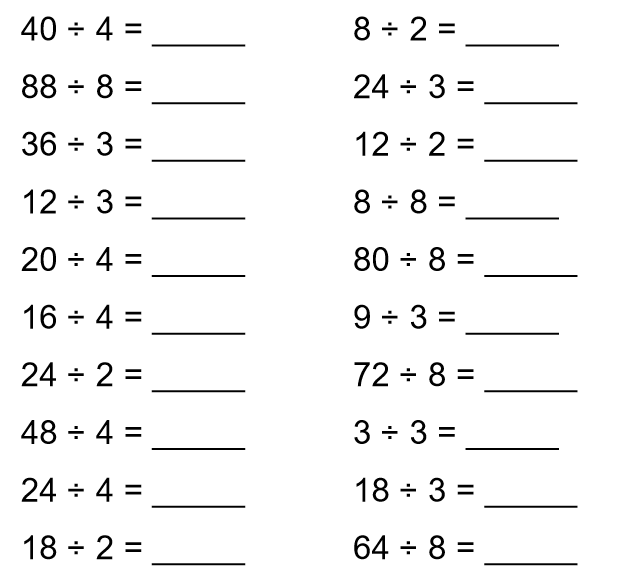 40 ÷ 4 = ______ 8 ÷ 2 = ______
88 ÷ 8 = ______ 24 ÷ 3 = ______
36 ÷ 3 = ______ 12 ÷ 2 = ______
12 ÷ 3 = ______ 8 ÷ 8 = ______
20 ÷ 4 = ______ 80 ÷ 8 = ______
16 ÷ 4 = ______ 9 ÷ 3 = ______
24 ÷ 2 = ______ 72 ÷ 8 = ______
48 ÷ 4 = ______ 3 ÷ 3 = ______
24 ÷ 4 = ______ 18 ÷ 3 = ______
18 ÷ 2 = ______ 64 ÷ 8 = ______